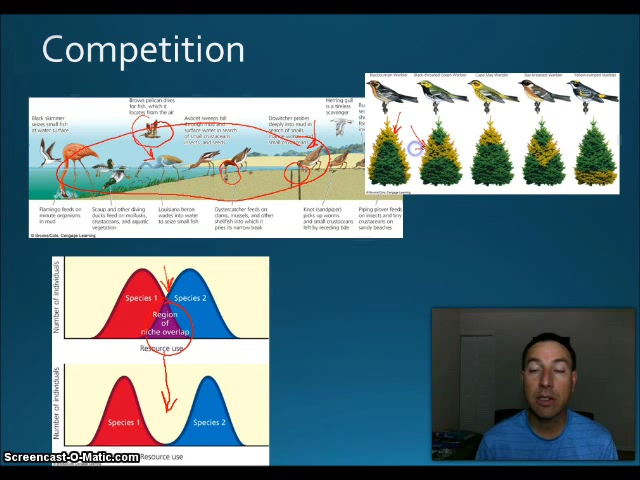 Competition
Blackburnian Warbler
Black-throated Green Warbler
Cape May Warbler
Bay-breasted Warbler
Yellow-rumped Warbler
© Brooks/Cole, Cengage Learning
Brown pelican dives
for fish, which it
locates from the air
Herring gull
is a tireless
scavenger
Black skimmer
seizes small fish
at water surface
Avocet sweeps bill
through mud and
surface water in search
of small crustaceans,
insects, and seeds
Dowitcher probes
deeply into mud in
search of snails,
marine worms, and
small crustaceans
Flamingo feeds on
minute organisms
in mud
Scaup and other diving
ducks feed on mollusks,
crustaceans, and aquatic
vegetation
Louisiana heron
wades into water
to seize small fish
Oystercatcher feeds on
clams, mussels, and other
shellfish into which it
pries its narrow beak
Knot (sandpiper)
picks up worms
and small crustaceans
left by receding tide
Piping plover feeds
on insects and tiny
crustaceans on
sandy beaches
© Brooks/Cole, Cengage Learning
Number of individuals
Species 1
Species 2
Region
of
niche overlap
Resource use
Number of individuals
Species 1
Species 2
Resource use
Screencast-O-Matic.com